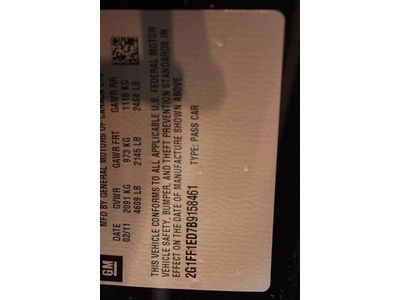 GM
MFD BY GENERAL MOTORS OF CANADA LTD
DATE GVWR GAWR FRT GAWR RR
02/11 2091 KG 973 KG 1118 KG
4609 LB 2145 LB 2464 LB
THIS VEHICLE CONFORMS TO ALL APPLICABLE U.S. FEDERAL MOTOR
VEHICLE SAFETY, BUMPER, AND THEFT PREVENTION STANDARDS IN
EFFECT ON THE DATE OF MANUFACTURE SHOWN ABOVE.
2G1FF1ED7B9158461 TYPE: PASS CAR